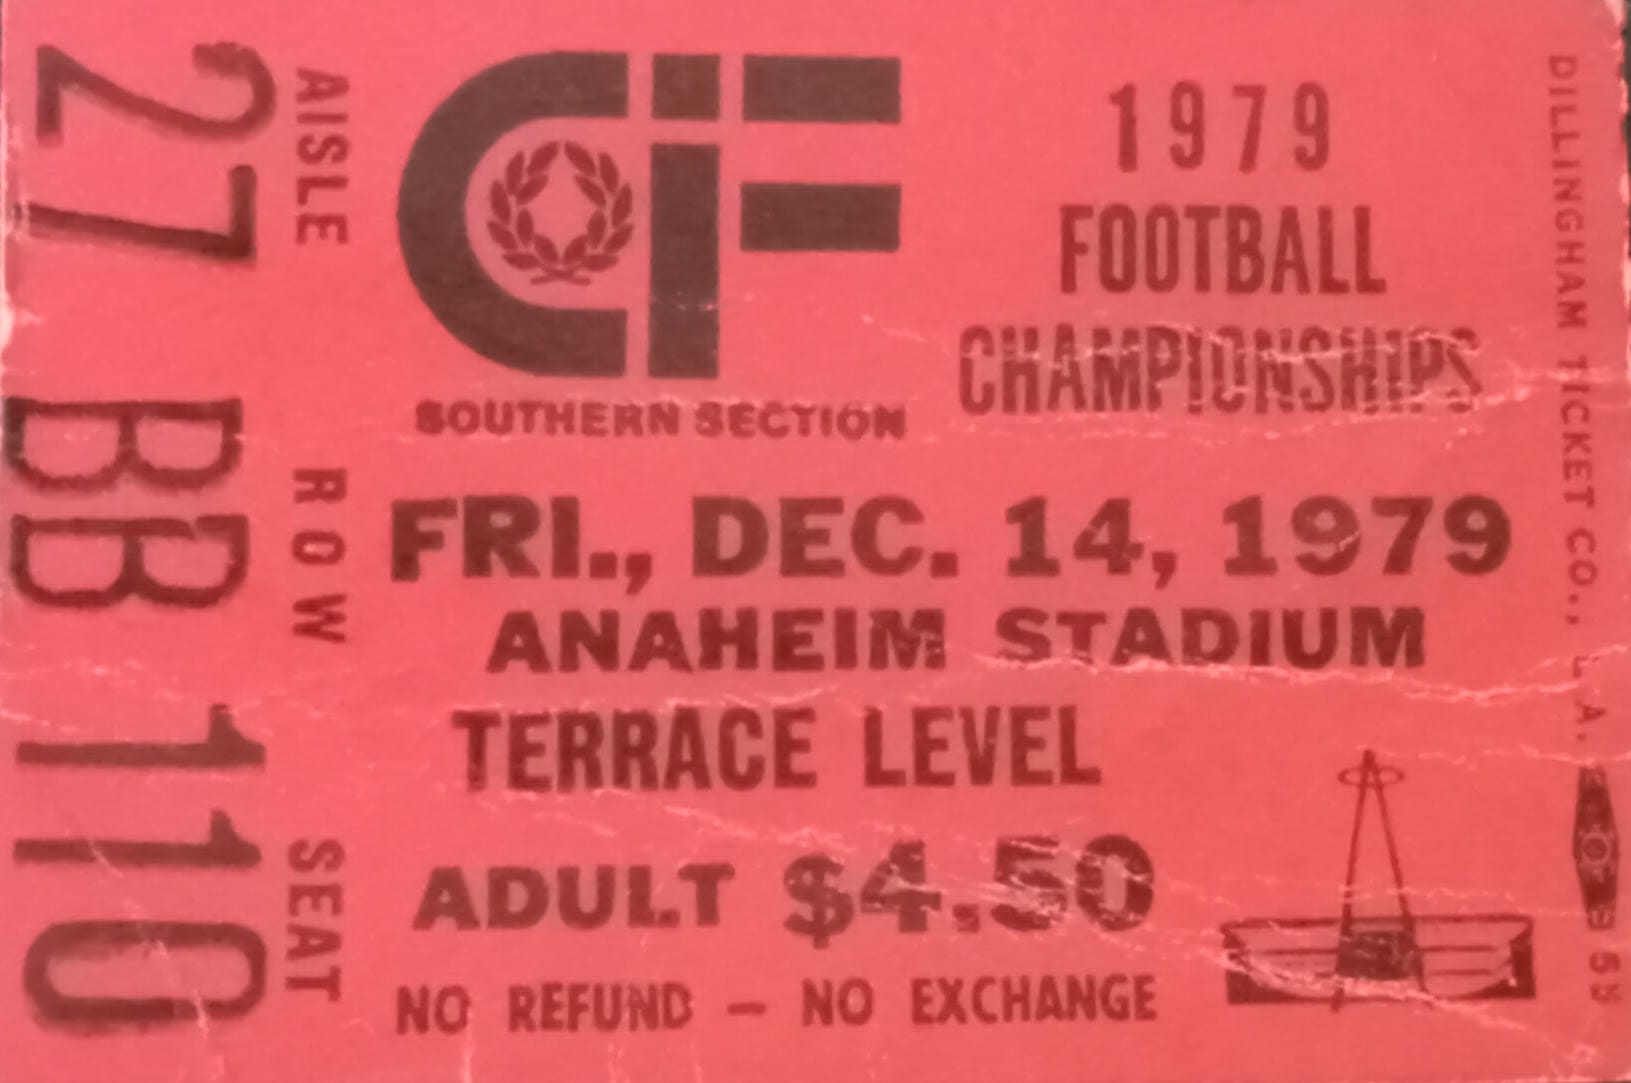 AISLE 27
ROW BB
SEAT 110
CIF
SOUTHERN SECTION
1979
FOOTBALL
CHAMPIONSHIPS
FRI., DEC. 14, 1979
ANAHEIM STADIUM
TERRACE LEVEL
ADULT $4.50
NO REFUND — NO EXCHANGE
DILLINGHAM TICKET CO., L.A.